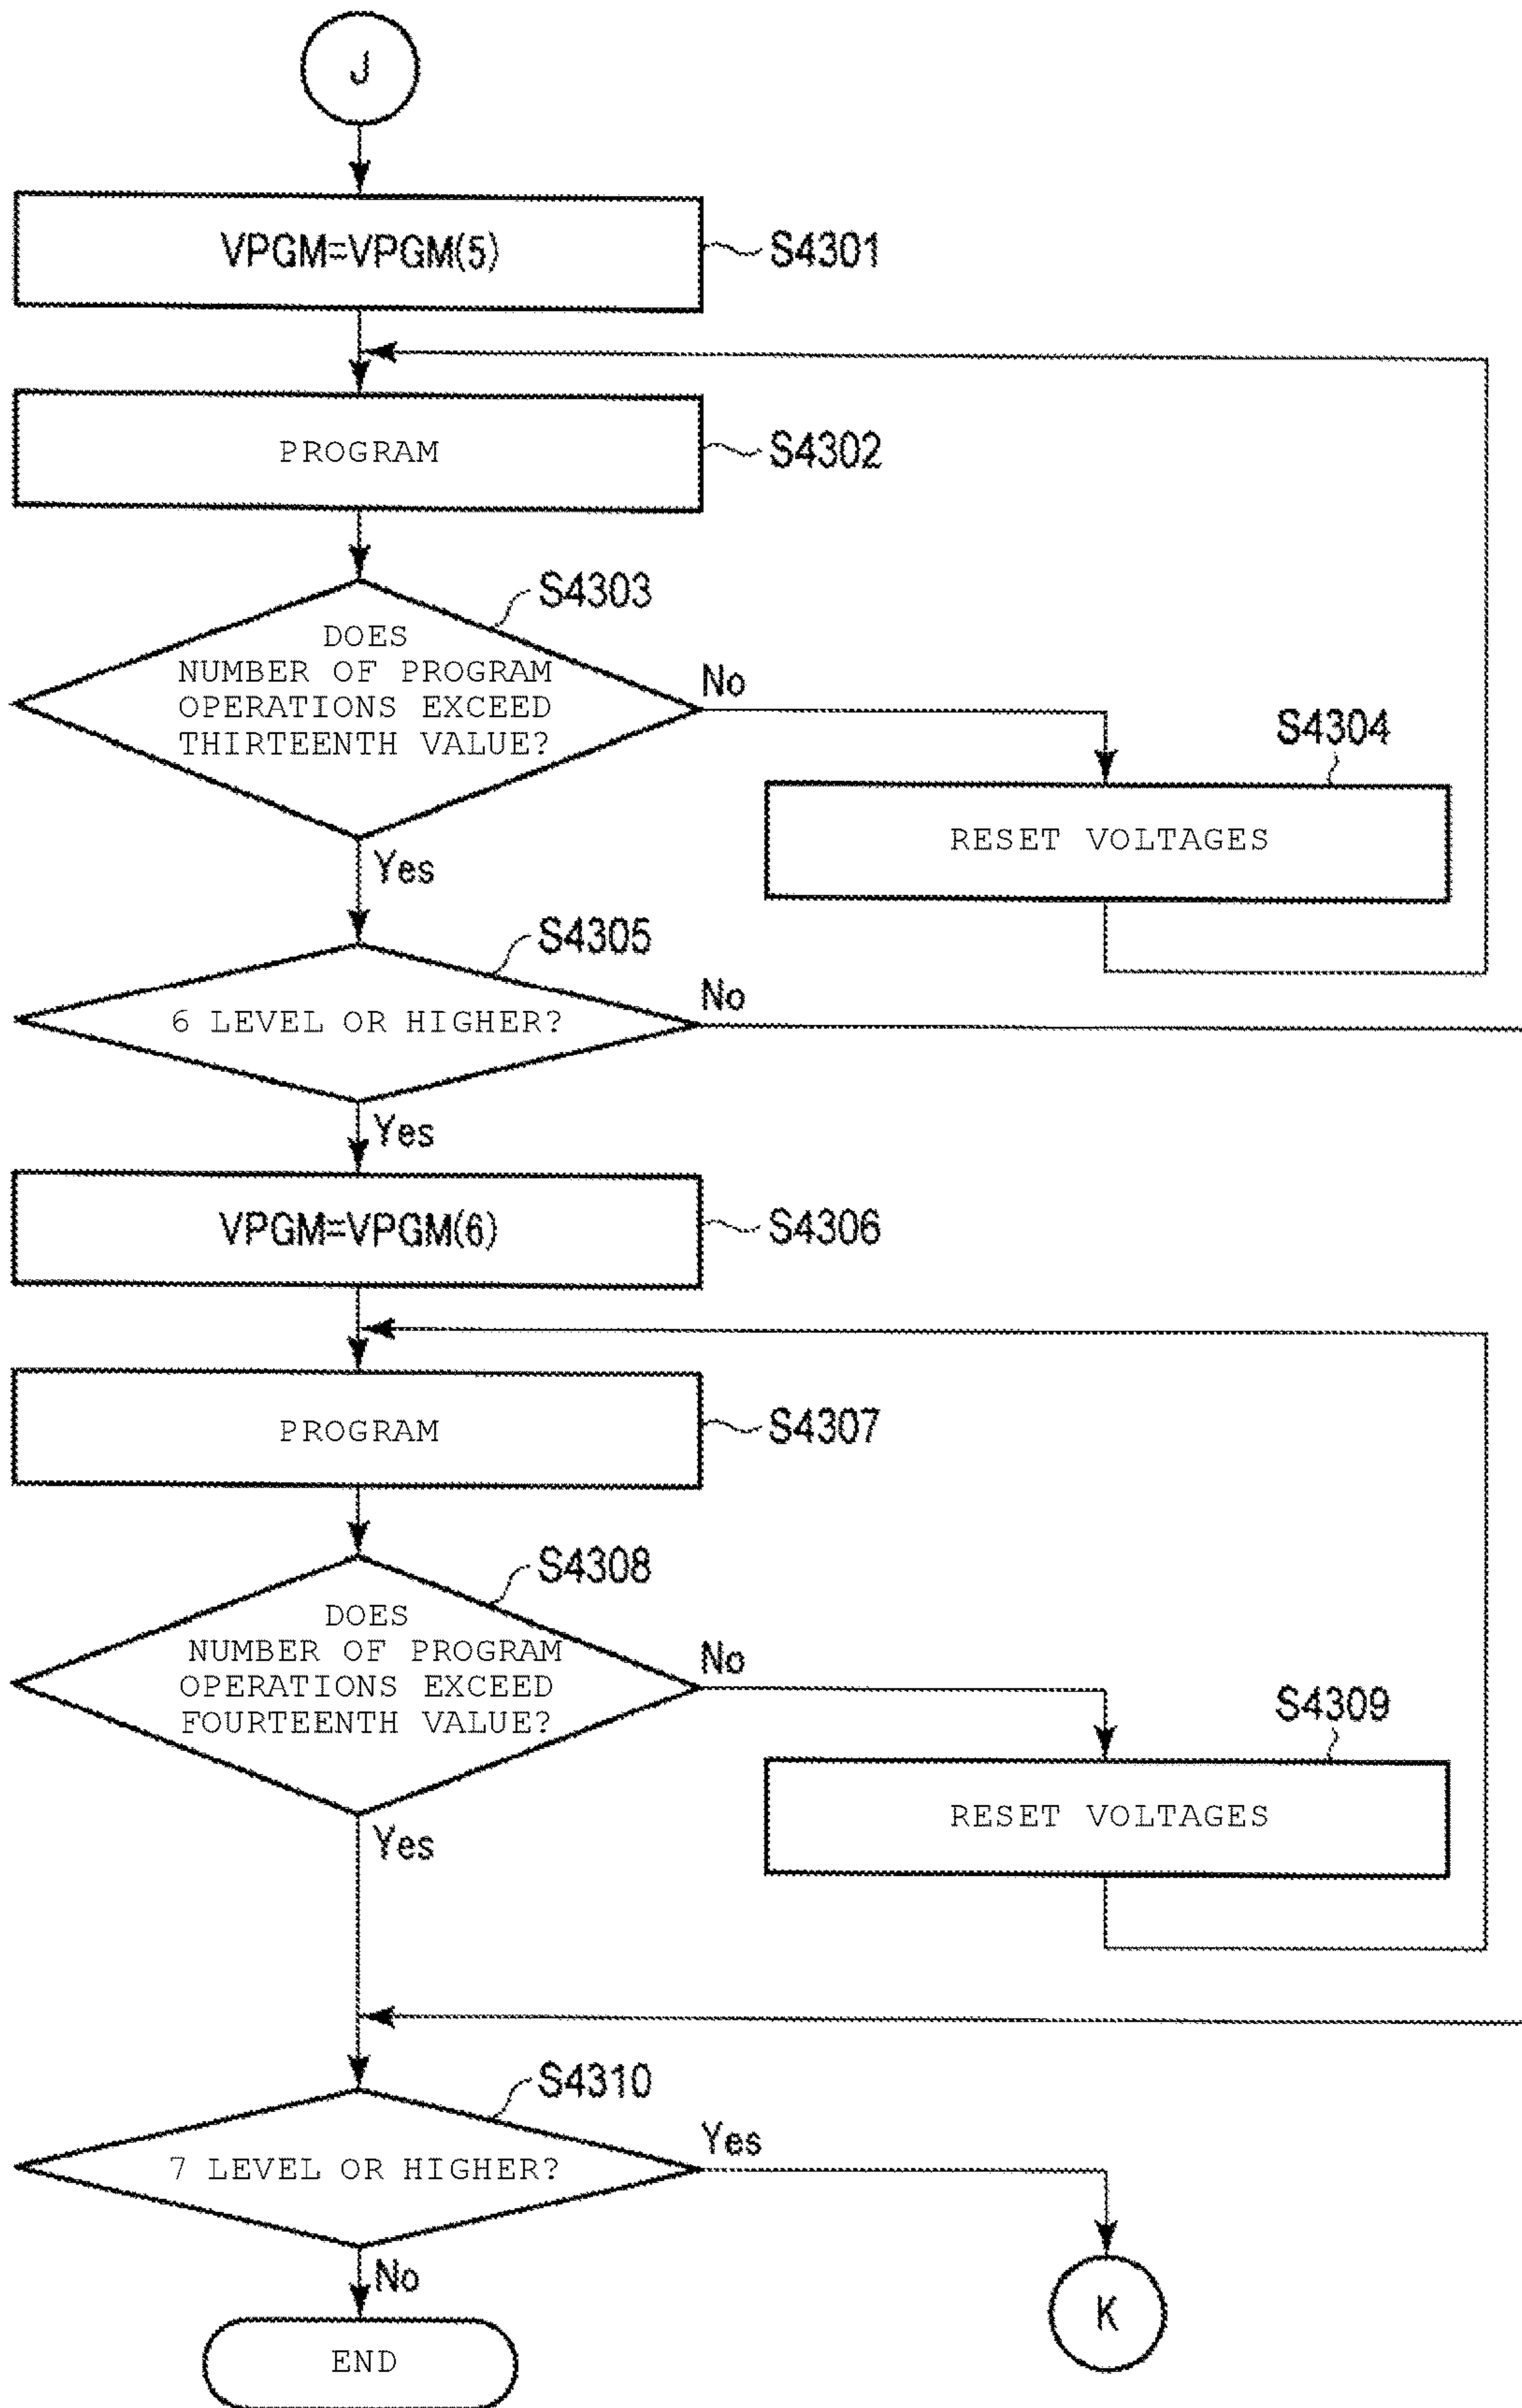 J
VPGM=VPGM(5)
S4301
PROGRAM
S4302
S4303
DOES
NUMBER OF PROGRAM
OPERATIONS EXCEED
THIRTEENTH VALUE?
No
S4304
RESET VOLTAGES
Yes
S4305
6 LEVEL OR HIGHER?
No
Yes
VPGM=VPGM(6)
S4306
PROGRAM
S4307
S4308
DOES
NUMBER OF PROGRAM
OPERATIONS EXCEED
FOURTEENTH VALUE?
No
S4309
RESET VOLTAGES
Yes
S4310
7 LEVEL OR HIGHER?
Yes
No
K
END